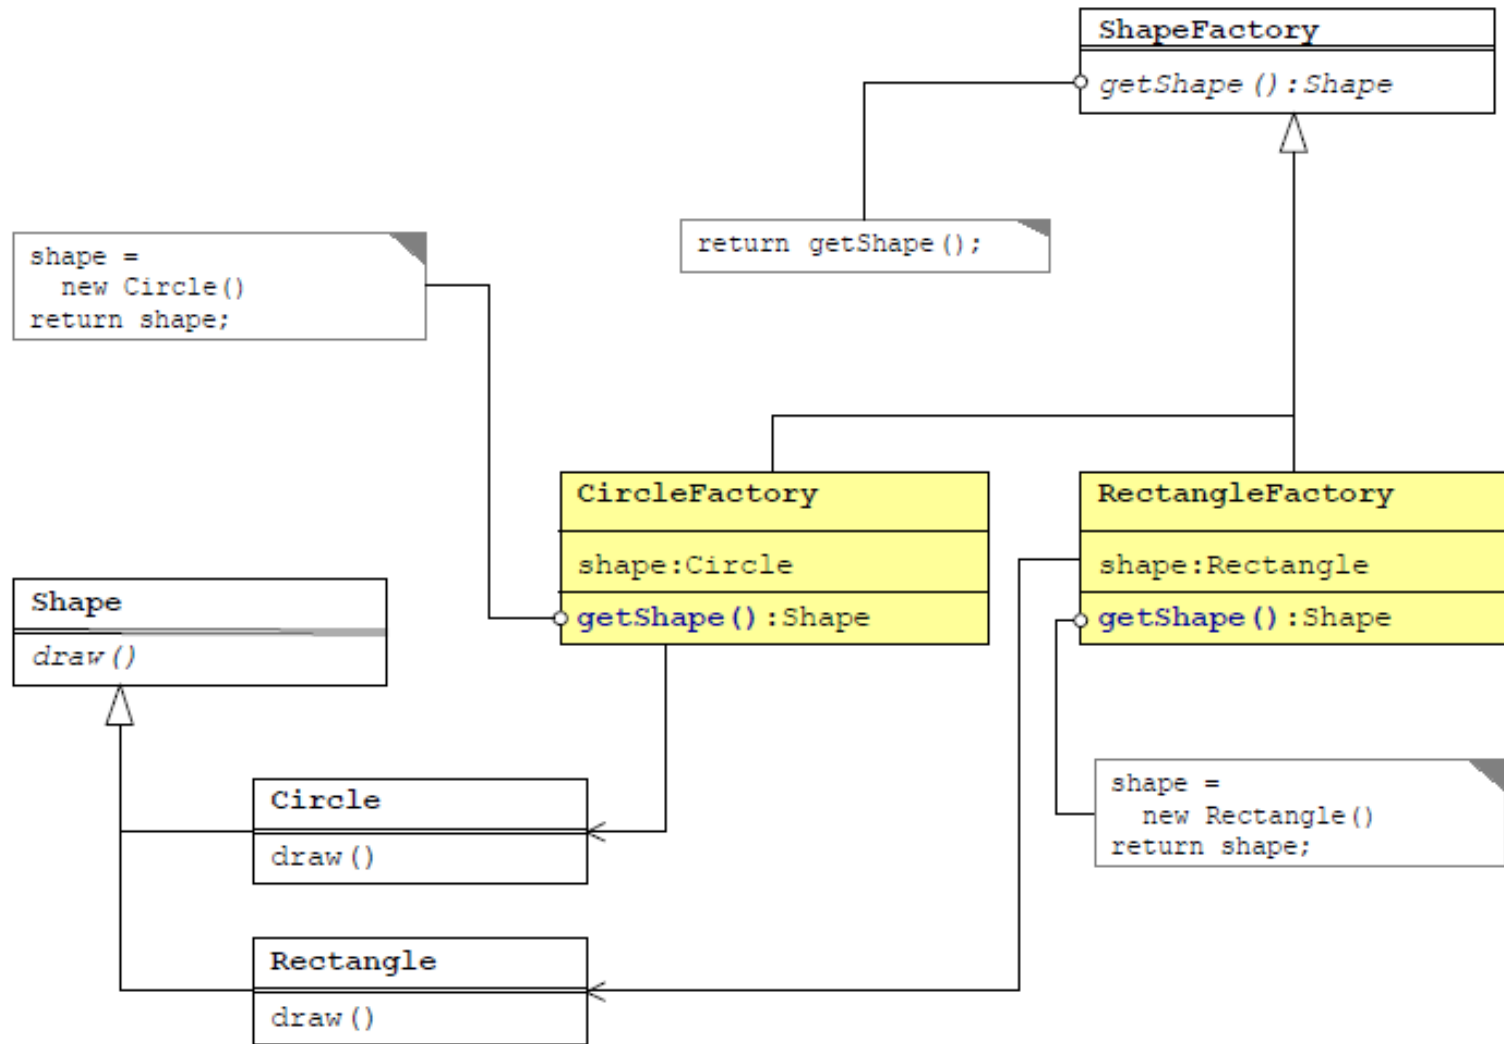 ShapeFactory
getShape():Shape
return getShape();
shape =
new Circle()
return shape;
CircleFactory
shape:Circle
getShape():Shape
RectangleFactory
shape:Rectangle
getShape():Shape
Shape
draw()
shape =
new Rectangle()
return shape;
Circle
draw()
Rectangle
draw()